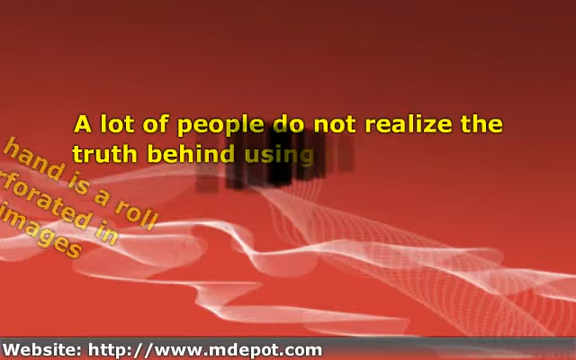 A lot of people do not realize the
truth behind using
hand is a roll
rforated in
images
Website: http://www.mdepot.com